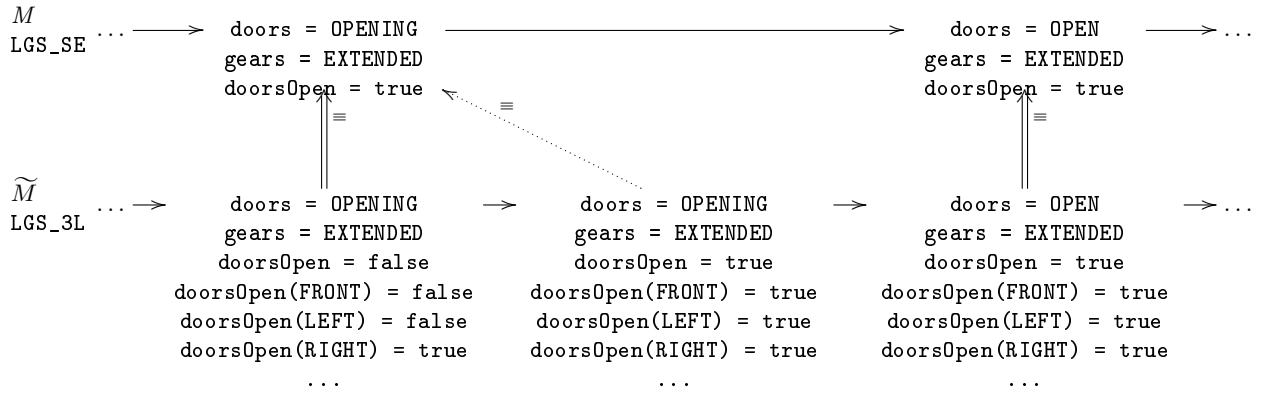 M
LGS_SE
... doors = OPENING doors = OPEN ...
gears = EXTENDED gears = EXTENDED
doorsOpen = true doorsOpen = true
≡ ≡ ≡
M̃
LGS_3L
... doors = OPENING doors = OPENING doors = OPEN ...
gears = EXTENDED gears = EXTENDED gears = EXTENDED
doorsOpen = false doorsOpen = true doorsOpen = true
doorsOpen(FRONT) = false doorsOpen(FRONT) = true doorsOpen(FRONT) = true
doorsOpen(LEFT) = false doorsOpen(LEFT) = true doorsOpen(LEFT) = true
doorsOpen(RIGHT) = true doorsOpen(RIGHT) = true doorsOpen(RIGHT) = true
... ... ...